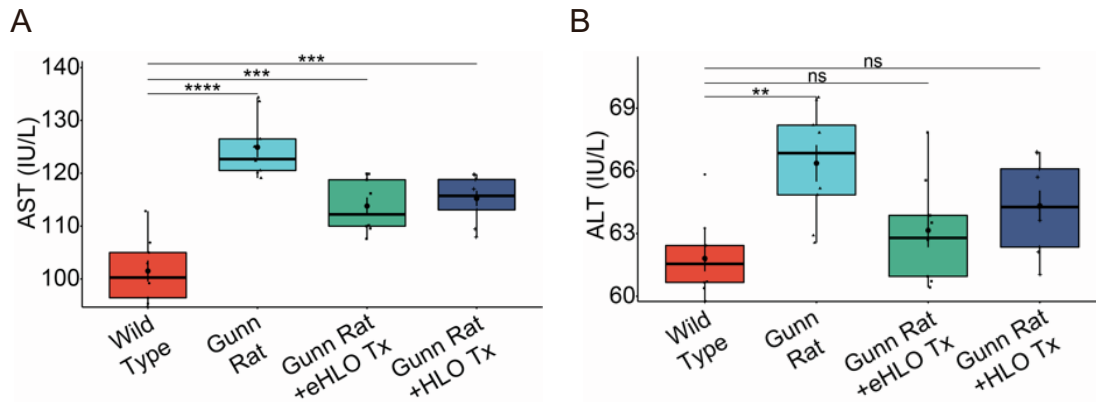 A
AST (IU/L)
140
130
120
110
100
***
***
****
Wild
Type
Gunn
Rat
Gunn Rat
+eHLO Tx
Gunn Rat
+HLO Tx
B
ALT (IU/L)
69
66
63
60
ns
ns
**
Wild
Type
Gunn
Rat
Gunn Rat
+eHLO Tx
Gunn Rat
+HLO Tx